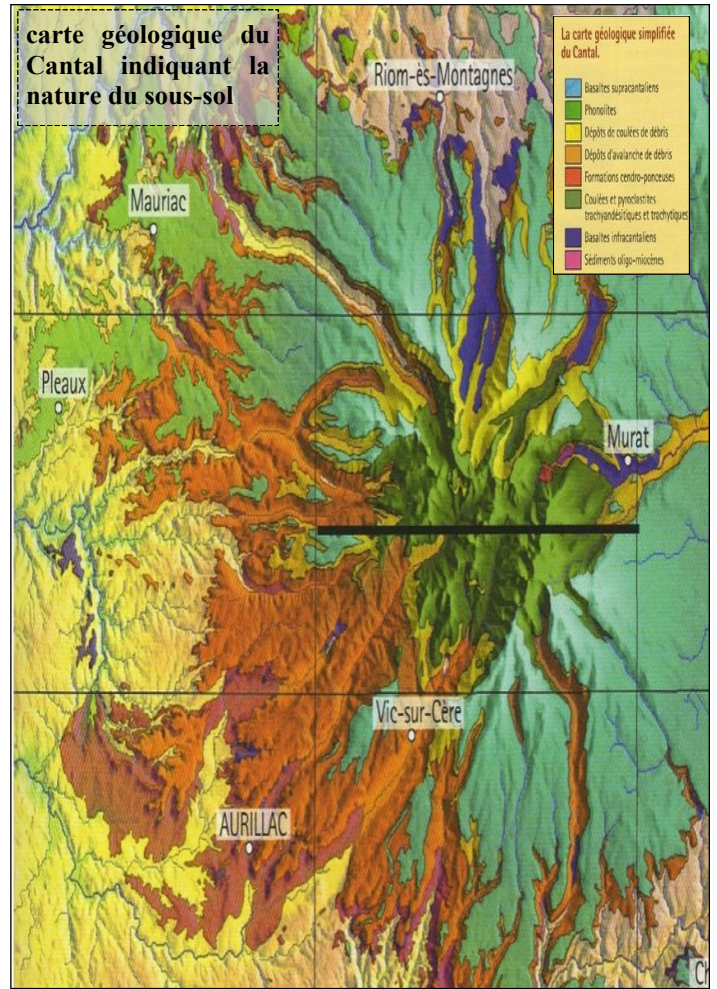 carte géologique du
Cantal indiquant la
nature du sous-sol
La carte géologique simplifiée
du Cantal.
Basaltes supracantaliens
Phonolites
Dépôts de coulées de débris
Dépôts d'avalanche de débris
Formations cendro-ponceuses
Coulées et pyroclastites
trachyandésitiques et trachytiques
Basaltes infracantaliens
Sédiments oligo-miocènes
Riom-ès-Montagnes
Mauriac
Pleaux
Murat
Vic-sur-Cère
AURILLAC
Ch